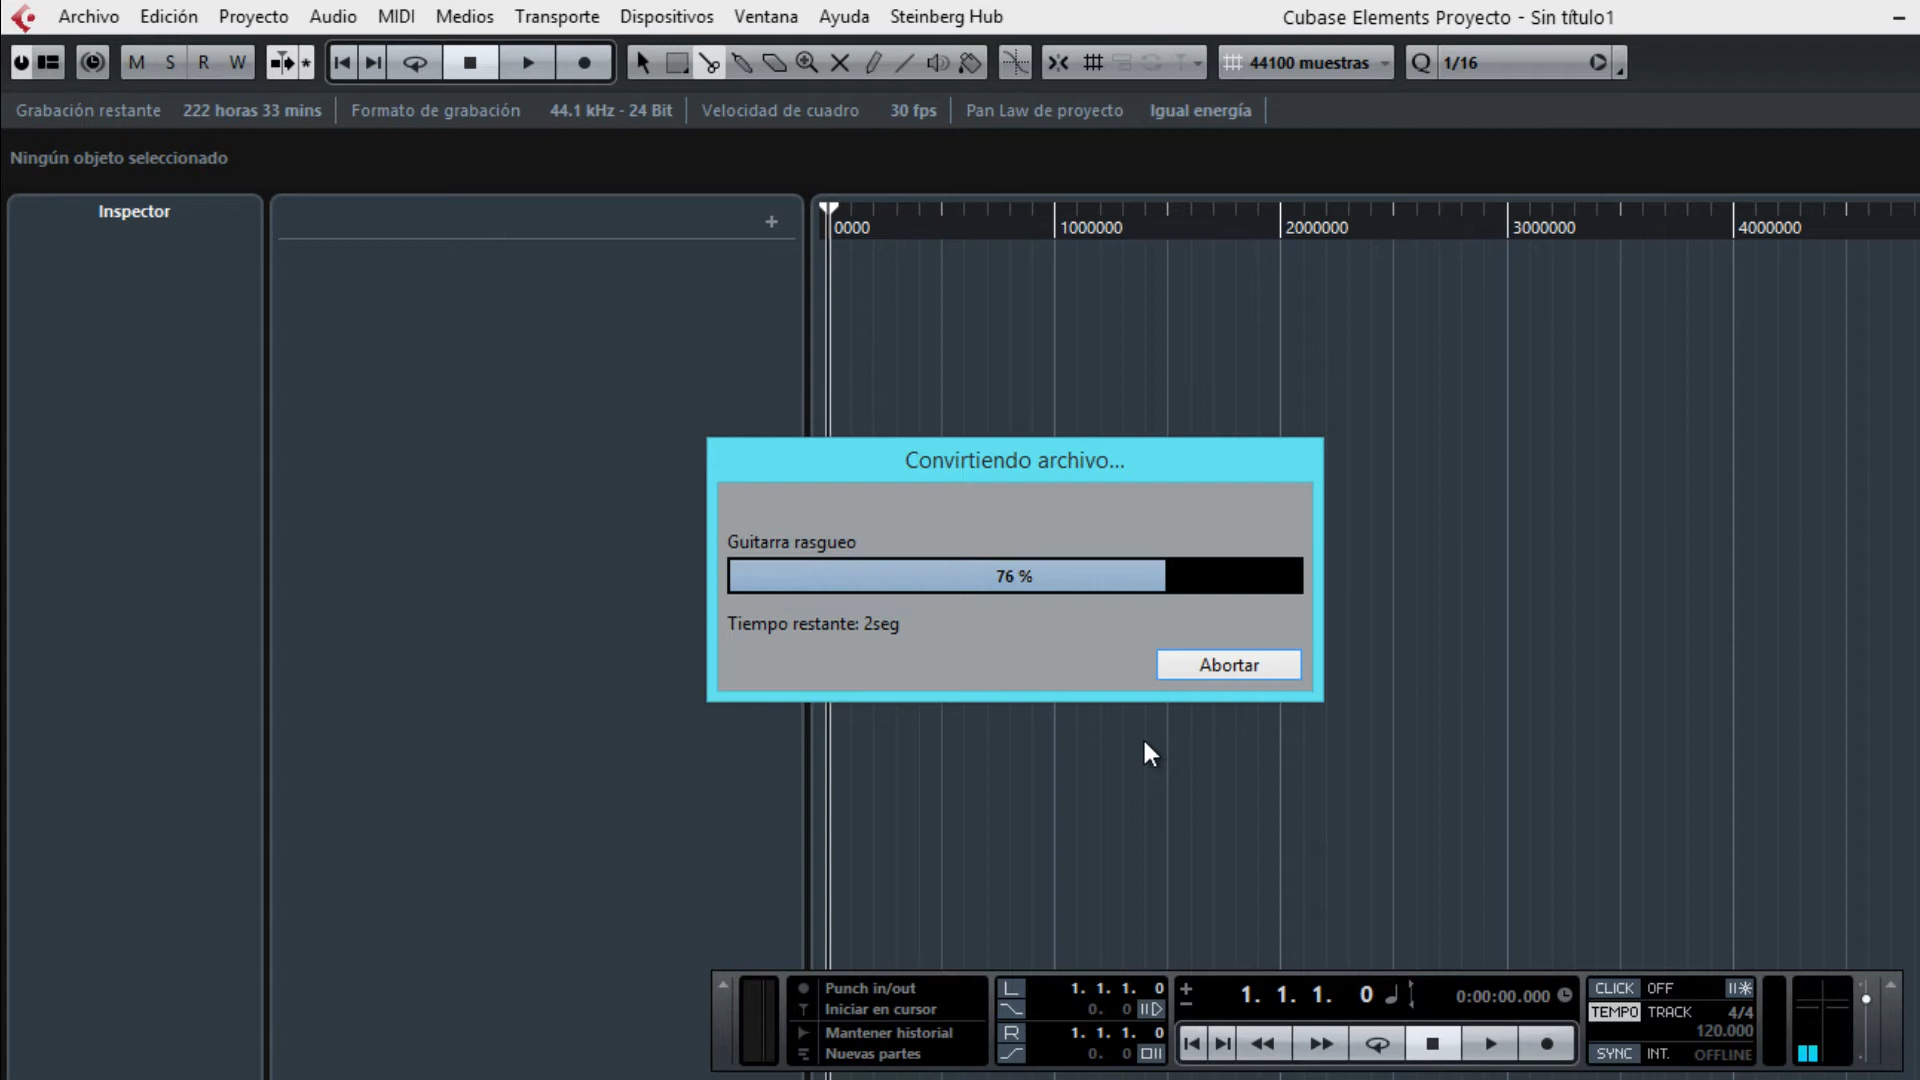 Archivo Edición Proyecto Audio MIDI Medios Transporte Dispositivos Ventana Ayuda Steinberg Hub
Cubase Elements Proyecto - Sin título1
M S R W
44100 muestras
Q 1/16
Grabación restante 222 horas 33 mins Formato de grabación 44.1 kHz - 24 Bit Velocidad de cuadro 30 fps Pan Law de proyecto Igual energía
Ningún objeto seleccionado
Inspector
+
0000 1000000 2000000 3000000 4000000
Convirtiendo archivo...
Guitarra rasgueo
76 %
Tiempo restante: 2seg
Abortar
Punch in/out
Iniciar en cursor
Mantener historial
Nuevas partes
L 1. 1. 1. 0
0. 0
R 1. 1. 1. 0
0. 0
1. 1. 1. 0
0:00:00.000
CLICK OFF
TEMPO TRACK 4/4
120.000
SYNC INT. OFFLINE